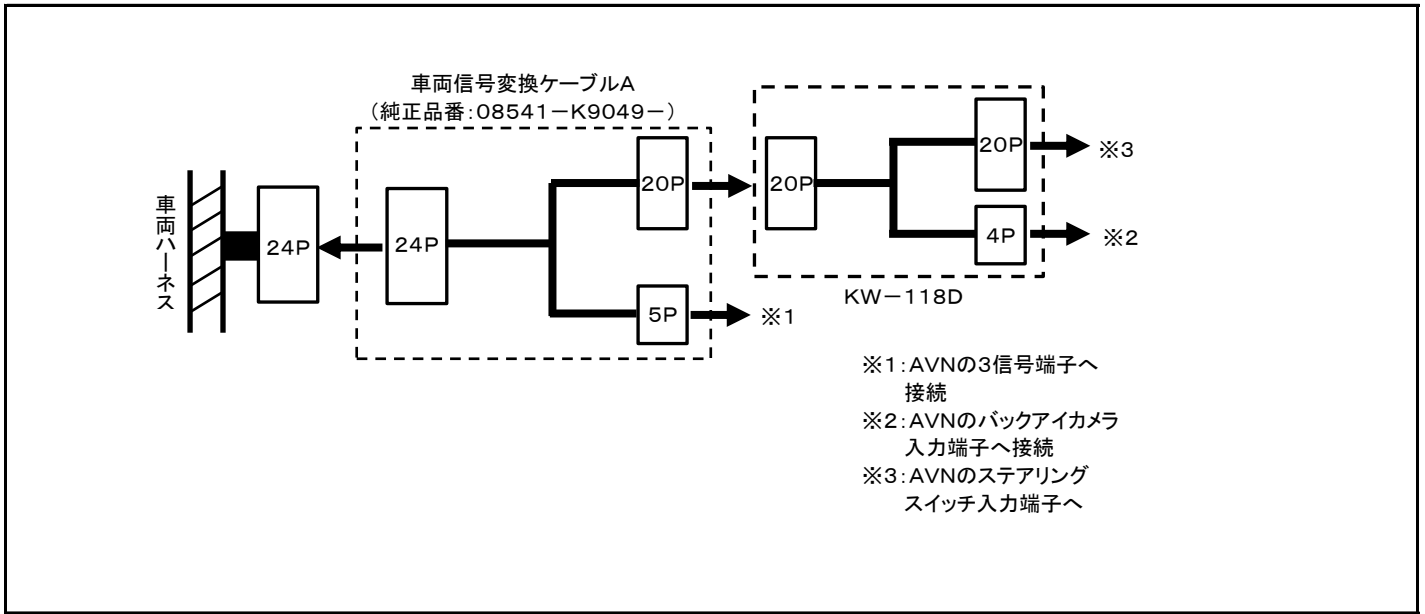 車両信号変換ケーブルA
（純正品番：08541－K9049－）
車両ハーネス
24P
24P
20P
5P
※1
20P
20P
※3
4P
※2
KW－118D
※1：AVNの3信号端子へ
接続
※2：AVNのバックアイカメラ
入力端子へ接続
※3：AVNのステアリング
スイッチ入力端子へ